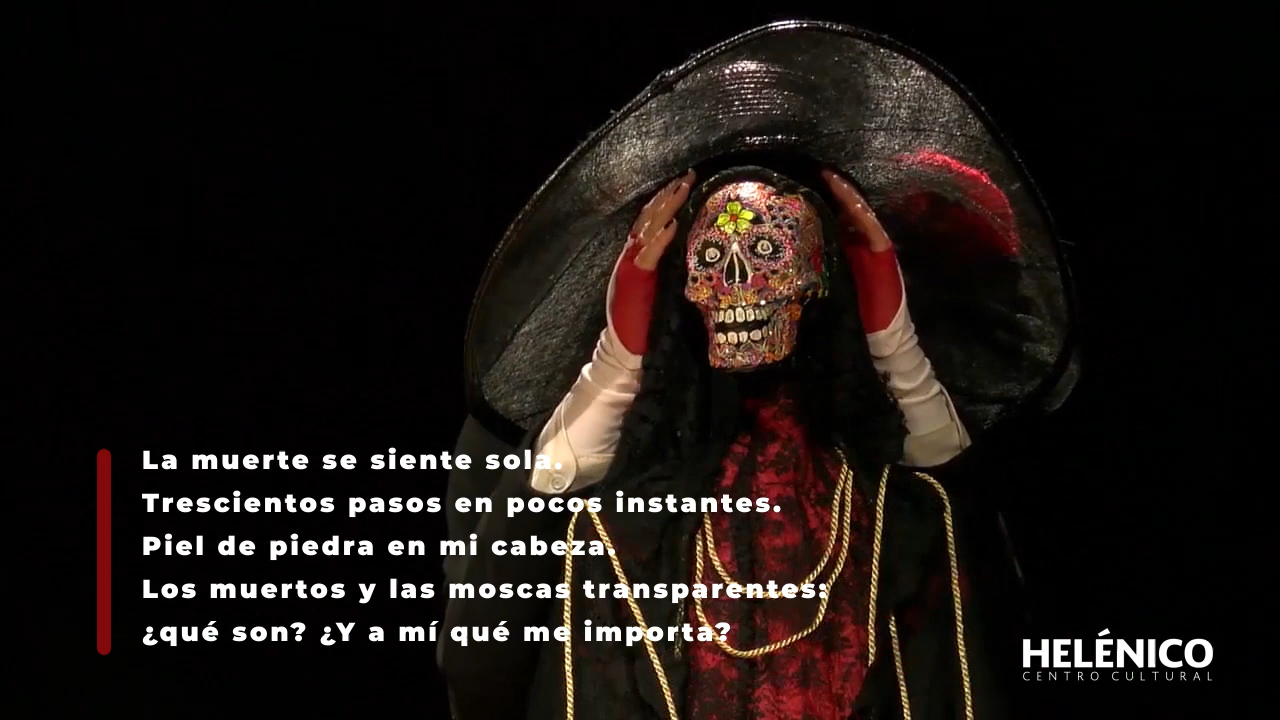 La muerte se siente sola.
Trescientos pasos en pocos instantes.
Piel de piedra en mi cabeza.
Los muertos y las moscas transparentes:
¿qué son? ¿Y a mí qué me importa?
HELÉNICO
CENTRO CULTURAL